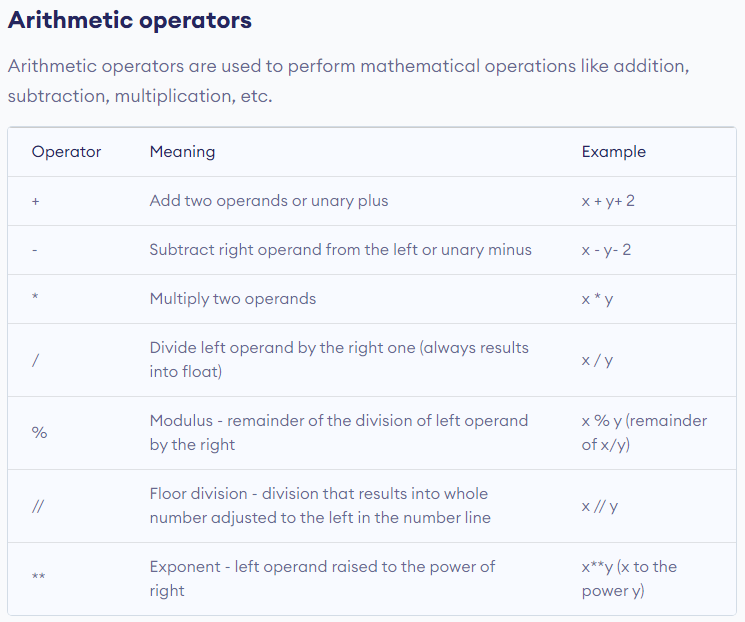 Arithmetic operators
Arithmetic operators are used to perform mathematical operations like addition,
subtraction, multiplication, etc.
Operator Meaning Example
+ Add two operands or unary plus x + y+ 2
- Subtract right operand from the left or unary minus x - y- 2
* Multiply two operands x * y
/ Divide left operand by the right one (always results
into float) x / y
% Modulus - remainder of the division of left operand
by the right x % y (remainder
of x/y)
// Floor division - division that results into whole
number adjusted to the left in the number line x // y
** Exponent - left operand raised to the power of
right x**y (x to the
power y)